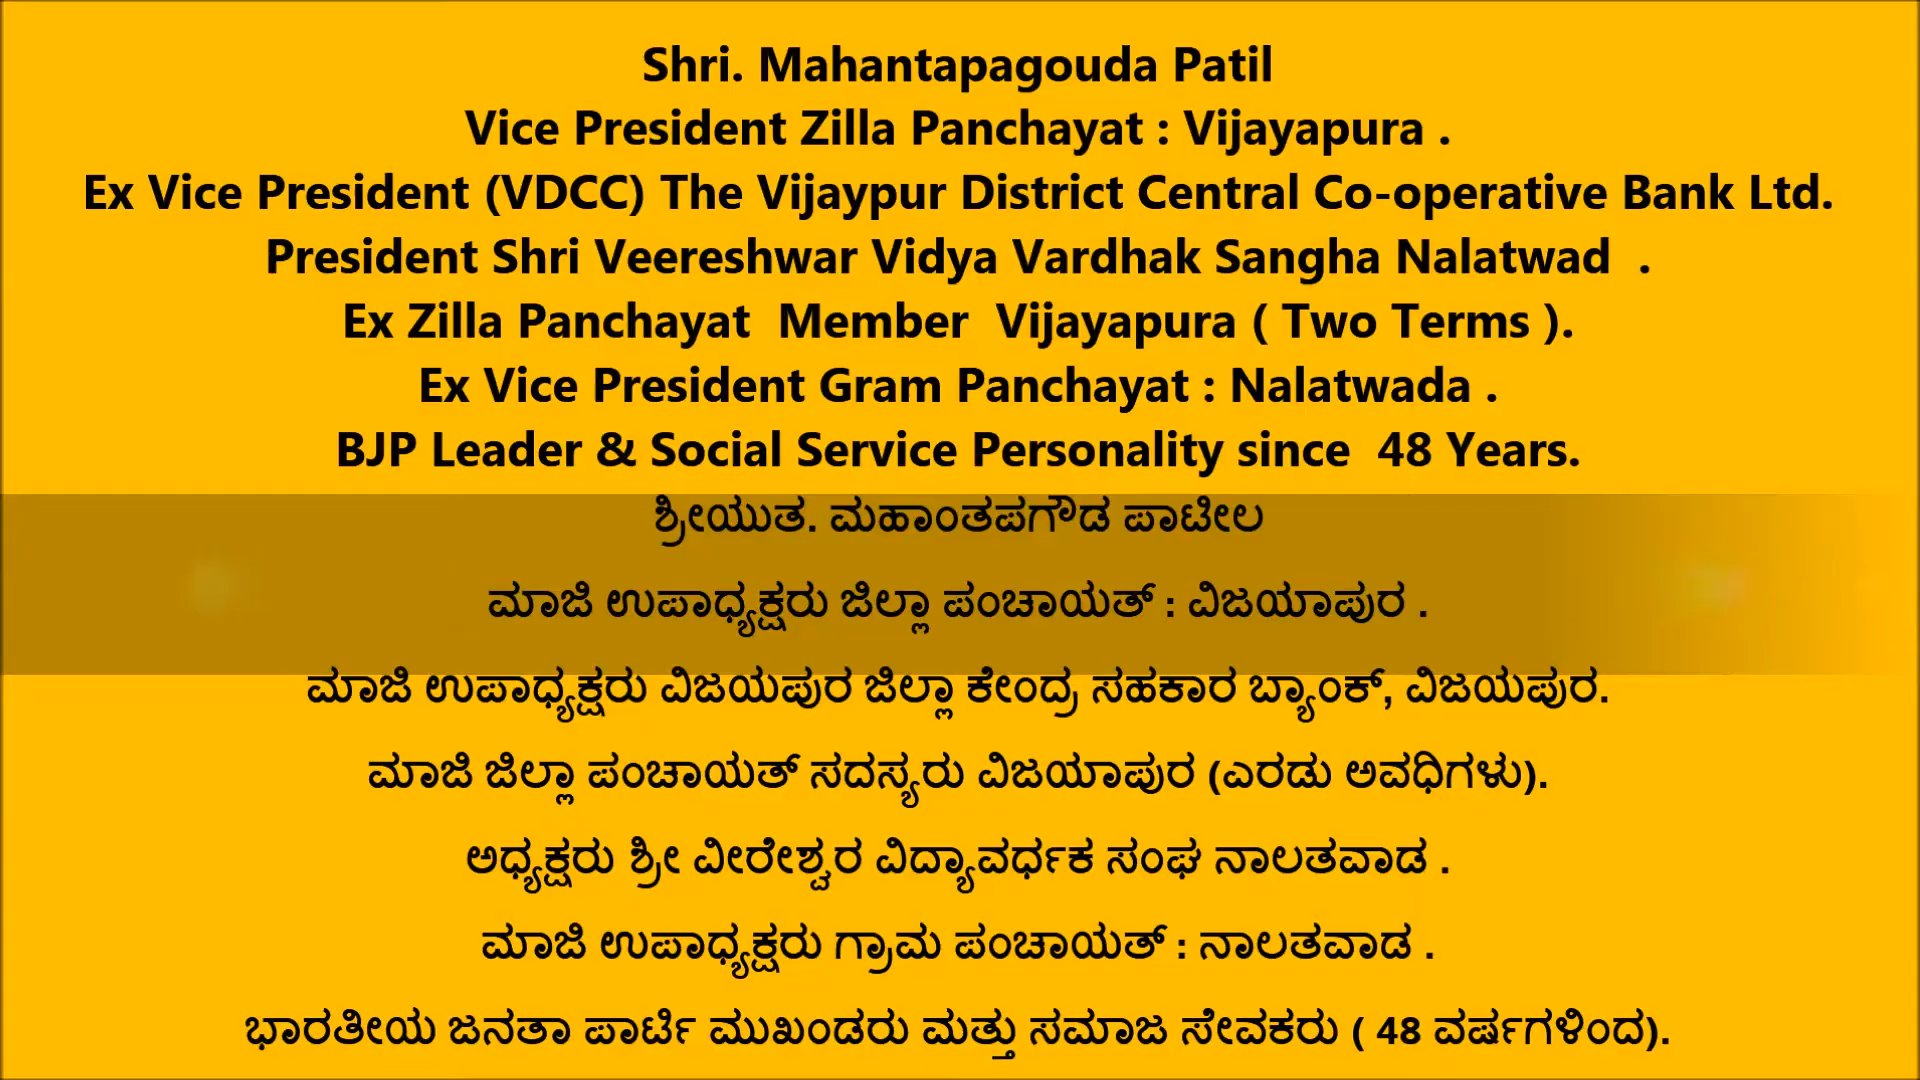 Shri. Mahantapagouda Patil
Vice President Zilla Panchayat : Vijayapura .
Ex Vice President (VDCC) The Vijaypur District Central Co-operative Bank Ltd.
President Shri Veereshwar Vidya Vardhak Sangha Nalatwad .
Ex Zilla Panchayat Member Vijayapura ( Two Terms ).
Ex Vice President Gram Panchayat : Nalatwada .
BJP Leader & Social Service Personality since 48 Years.
ಶ್ರೀಯುತ. ಮಹಾಂತಪಗೌಡ ಪಾಟೀಲ
ಮಾಜಿ ಉಪಾಧ್ಯಕ್ಷರು ಜಿಲ್ಲಾ ಪಂಚಾಯತ್ : ವಿಜಯಾಪುರ .
ಮಾಜಿ ಉಪಾಧ್ಯಕ್ಷರು ವಿಜಯಪುರ ಜಿಲ್ಲಾ ಕೇಂದ್ರ ಸಹಕಾರ ಬ್ಯಾಂಕ್, ವಿಜಯಪುರ.
ಮಾಜಿ ಜಿಲ್ಲಾ ಪಂಚಾಯತ್ ಸದಸ್ಯರು ವಿಜಯಾಪುರ (ಎರಡು ಅವಧಿಗಳು).
ಅಧ್ಯಕ್ಷರು ಶ್ರೀ ವೀರೇಶ್ವರ ವಿದ್ಯಾವರ್ಧಕ ಸಂಘ ನಾಲತವಾಡ .
ಮಾಜಿ ಉಪಾಧ್ಯಕ್ಷರು ಗ್ರಾಮ ಪಂಚಾಯತ್ : ನಾಲತವಾಡ .
ಭಾರತೀಯ ಜನತಾ ಪಾರ್ಟಿ ಮುಖಂಡರು ಮತ್ತು ಸಮಾಜ ಸೇವಕರು ( 48 ವರ್ಷಗಳಿಂದ).